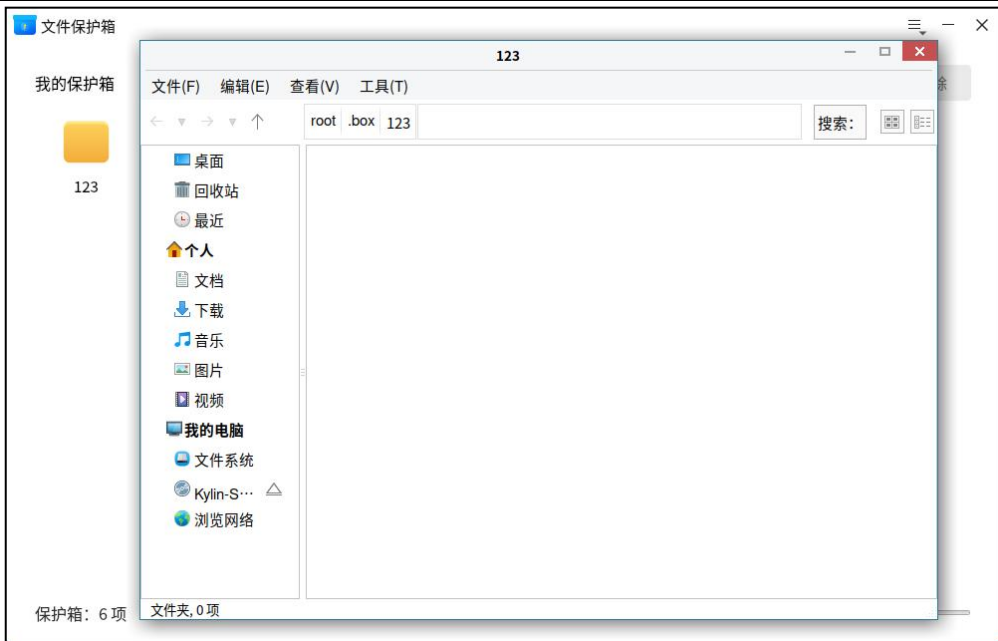 文件保护箱
123
我的保护箱
文件(F) 编辑(E) 查看(V) 工具(T)
除
root .box 123
搜索：
桌面
123
回收站
最近
个人
文档
下载
音乐
图片
视频
我的电脑
文件系统
Kylin-S…
浏览网络
文件夹, 0 项
保护箱：6 项